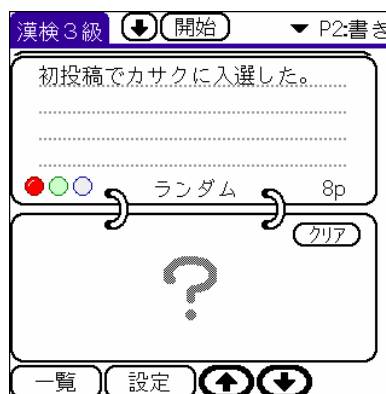 漢検3級 開始 ▼ P2:書き
初投稿でカサクに入選した。
ランダム 8p
クリア
?
一覧 設定